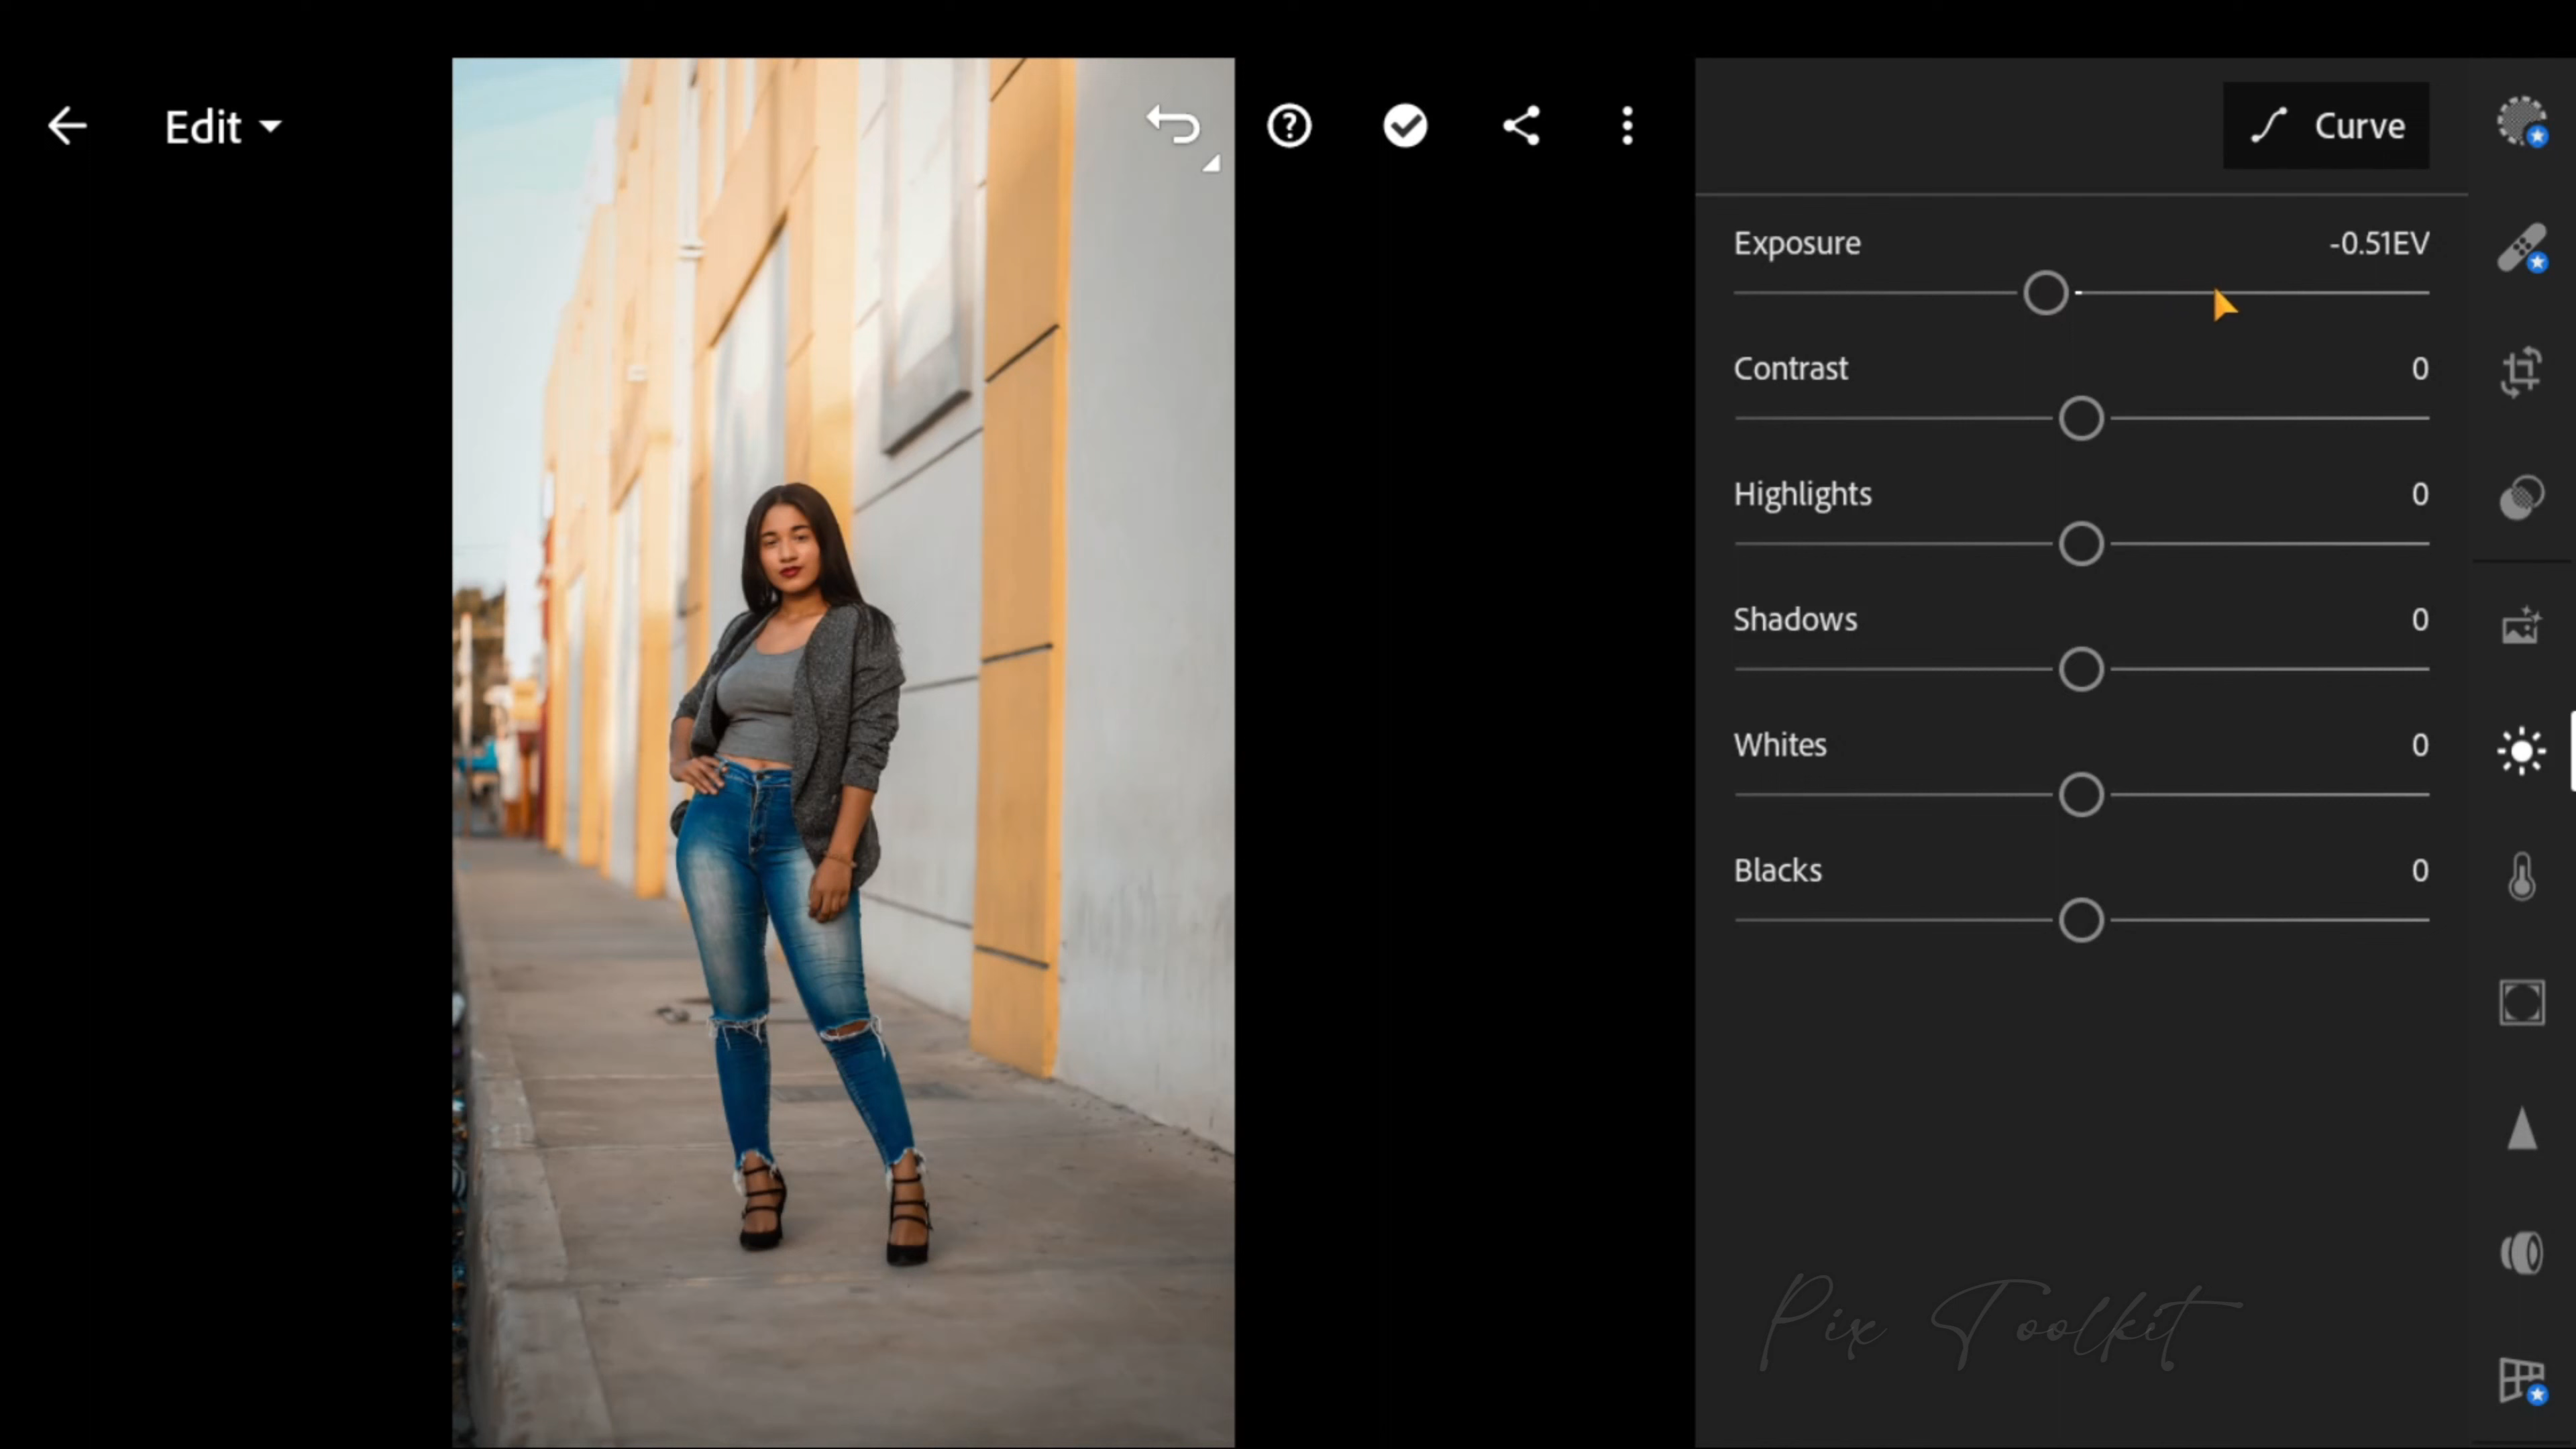 Edit
Curve
Exposure -0.51EV
Contrast 0
Highlights 0
Shadows 0
Whites 0
Blacks 0
Pix Toolkit